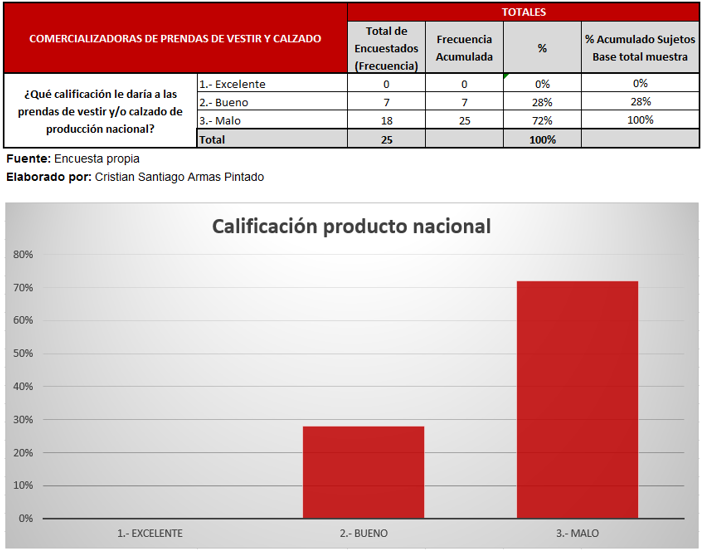 COMERCIALIZADORAS DE PRENDAS DE VESTIR Y CALZADO
TOTALES
Total de Encuestados (Frecuencia)
Frecuencia Acumulada
%
% Acumulado Sujetos Base total muestra
¿Qué calificación le daría a las prendas de vestir y/o calzado de producción nacional?
1.- Excelente 0 0 0% 0%
2.- Bueno 7 7 28% 28%
3.- Malo 18 25 72% 100%
Total 25 100%
Fuente: Encuesta propia
Elaborado por: Cristian Santiago Armas Pintado
Calificación producto nacional
80%
70%
60%
50%
40%
30%
20%
10%
0%
1.- EXCELENTE 2.- BUENO 3.- MALO